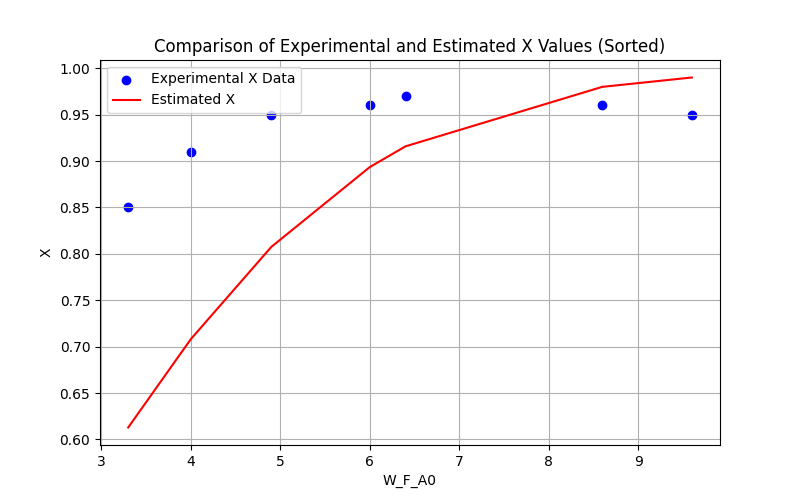 Comparison of Experimental and Estimated X Values (Sorted)
Experimental X Data
Estimated X
1.00
0.95
0.90
0.85
0.80
0.75
0.70
0.65
0.60
X
3 4 5 6 7 8 9
W_F_A0